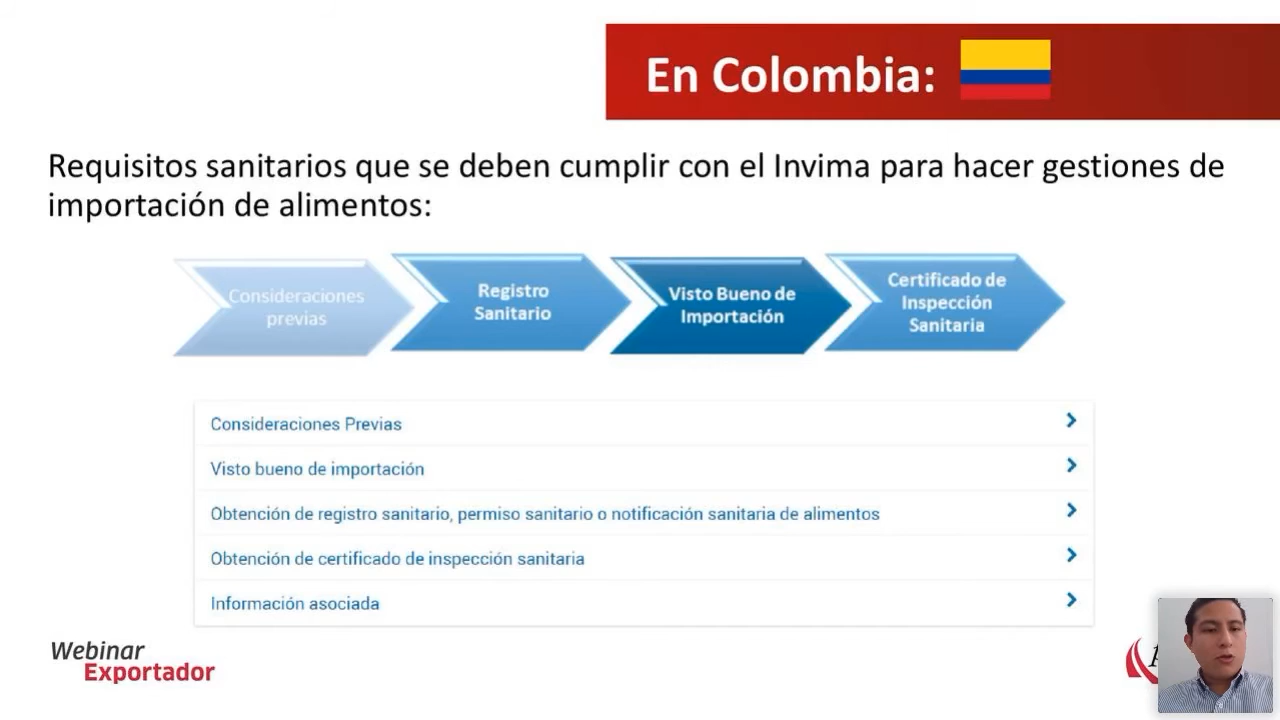 En Colombia:
Requisitos sanitarios que se deben cumplir con el Invima para hacer gestiones de
importación de alimentos:
Consideraciones
previas
Registro
Sanitario
Visto Bueno de
Importación
Certificado de
Inspección
Sanitaria
Consideraciones Previas
Visto bueno de importación
Obtención de registro sanitario, permiso sanitario o notificación sanitaria de alimentos
Obtención de certificado de inspección sanitaria
Información asociada
Webinar
Exportador